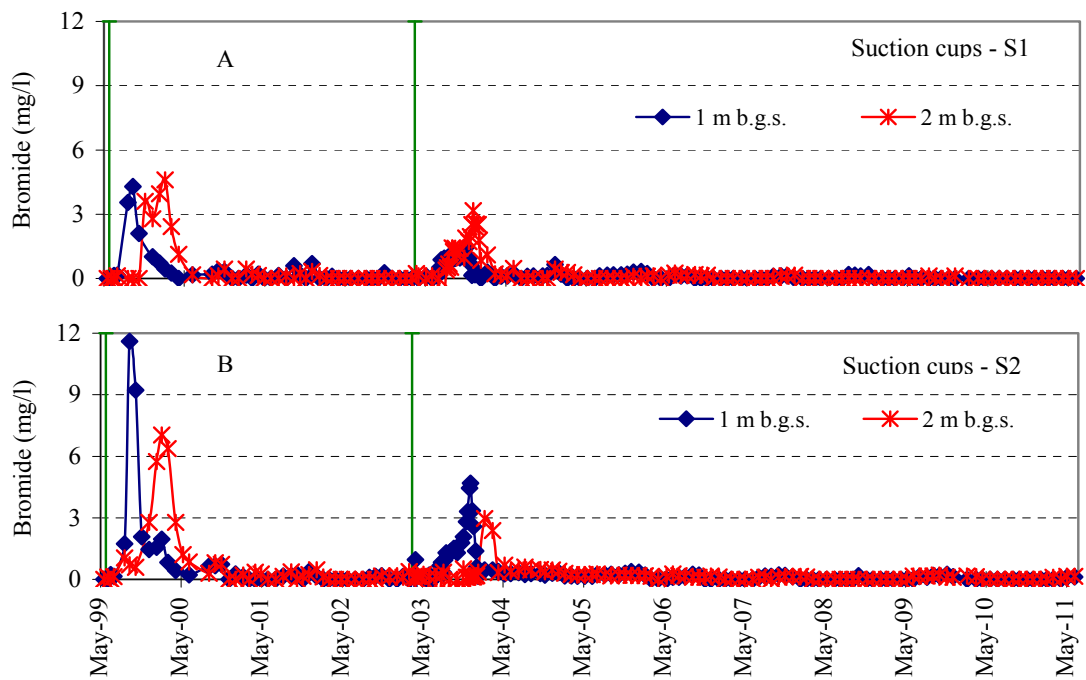 12
9
6
3
0
Bromide (mg/l)
A
Suction cups - S1
1 m b.g.s.
2 m b.g.s.
12
9
6
3
0
Bromide (mg/l)
B
Suction cups - S2
1 m b.g.s.
2 m b.g.s.
May-99
May-00
May-01
May-02
May-03
May-04
May-05
May-06
May-07
May-08
May-09
May-10
May-11